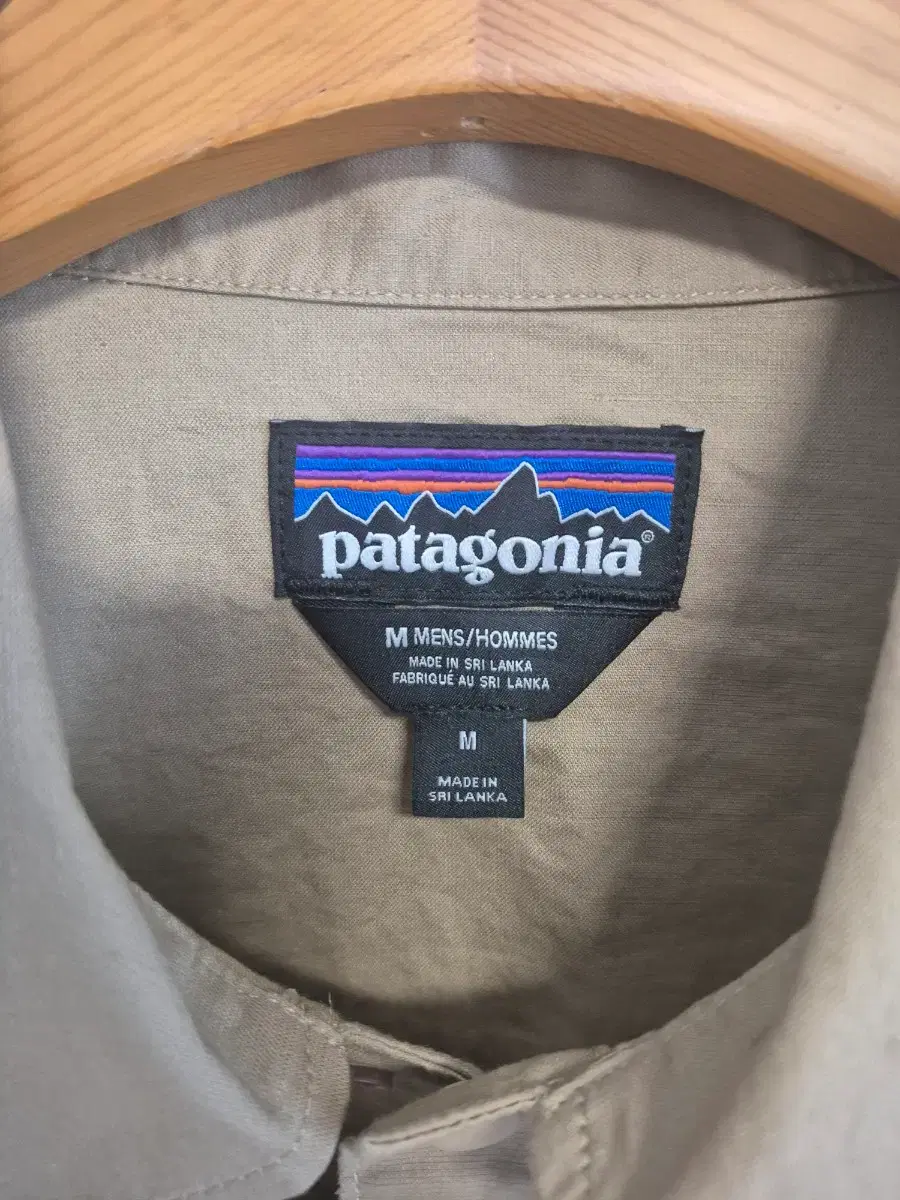 patagonia®
M MENS/HOMMES
MADE IN SRI LANKA
FABRIQUÉ AU SRI LANKA
M
MADE IN
SRI LANKA